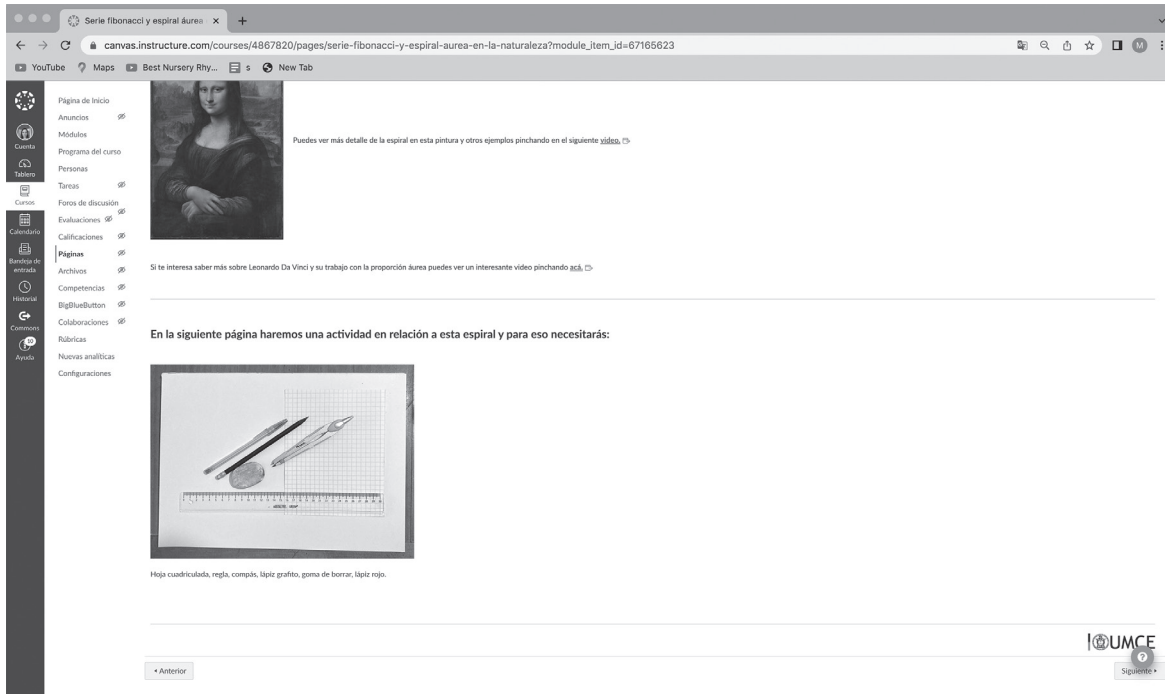 Serie fibonacci y espiral áurea
canvas.instructure.com/courses/4867820/pages/serie-fibonacci-y-espiral-aurea-en-la-naturaleza?module_item_id=67165623
M
YouTube
Maps
Best Nursery Rhy...
s
New Tab
Cuenta
Tablero
Cursos
Calendario
Bandeja de
entrada
Historial
Commons
10
Ayuda
Página de Inicio
Anuncios
Módulos
Programa del curso
Personas
Tareas
Foros de discusión
Evaluaciones
Calificaciones
Páginas
Archivos
Competencias
BigBlueButton
Colaboraciones
Rúbricas
Nuevas analíticas
Configuraciones
Puedes ver más detalle de la espiral en esta pintura y otros ejemplos pinchando en el siguiente video.
Si te interesa saber más sobre Leonardo Da Vinci y su trabajo con la proporción áurea puedes ver un interesante video pinchando acá.
En la siguiente página haremos una actividad en relación a esta espiral y para eso necesitarás:
Hoja cuadriculada, regla, compás, lápiz grafito, goma de borrar, lápiz rojo.
UMCE
?
Anterior
Siguiente